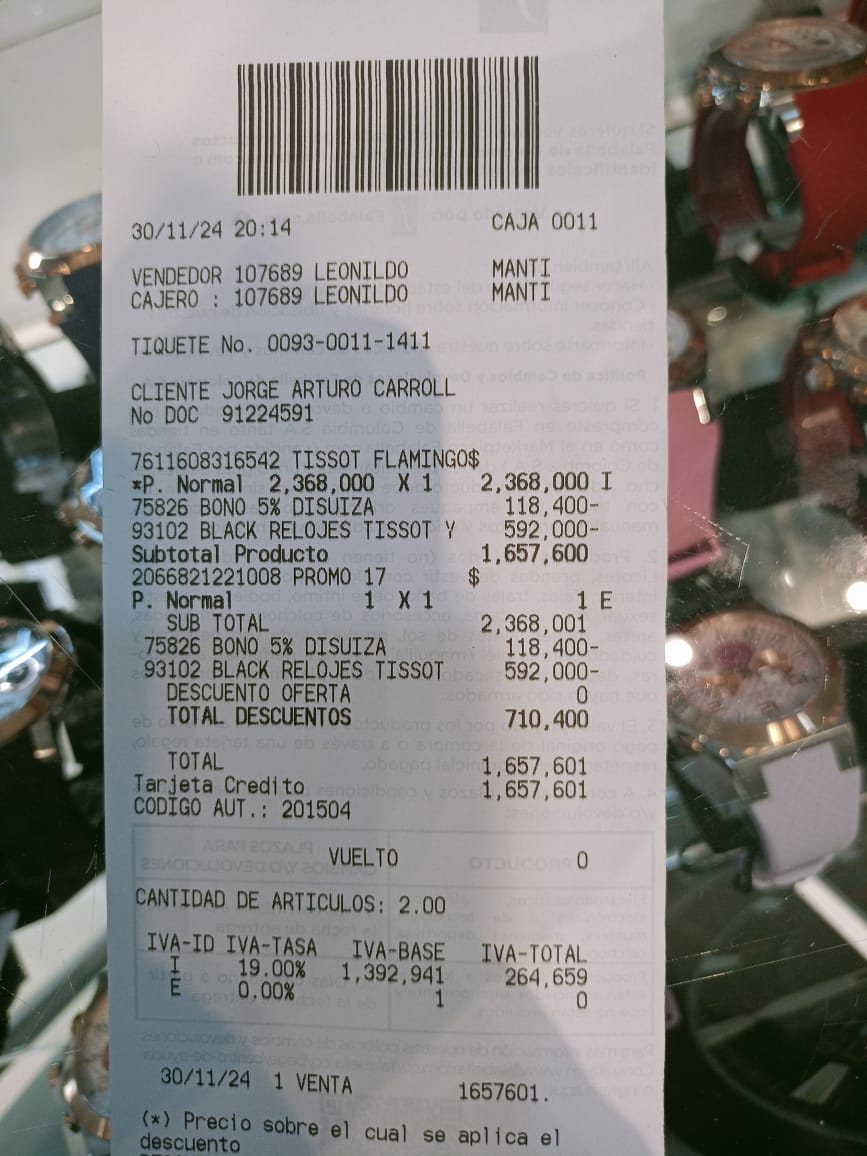 30/11/24 20:14 CAJA 0011
VENDEDOR 107689 LEONILDO MANTI
CAJERO : 107689 LEONILDO MANTI
TIQUETE No. 0093-0011-1411
CLIENTE JORGE ARTURO CARROLL
No DOC 91224591
7611608316542 TISSOT FLAMINGO$
*P. Normal 2,368,000 X 1 2,368,000 I
75826 BONO 5% DISUIZA 118,400-
93102 BLACK RELOJES TISSOT Y 592,000-
Subtotal Producto 1,657,600
2066821221008 PROMO 17 $
P. Normal 1 X 1 1 E
SUB TOTAL 2,368,001
75826 BONO 5% DISUIZA 118,400-
93102 BLACK RELOJES TISSOT 592,000-
DESCUENTO OFERTA 0
TOTAL DESCUENTOS 710,400
TOTAL 1,657,601
Tarjeta Credito 1,657,601
CODIGO AUT.: 201504
VUELTO 0
CANTIDAD DE ARTICULOS: 2.00
IVA-ID IVA-TASA IVA-BASE IVA-TOTAL
I 19.00% 1,392,941 264,659
E 0.00% 1 0
30/11/24 1 VENTA 1657601.
(*) Precio sobre el cual se aplica el
descuento